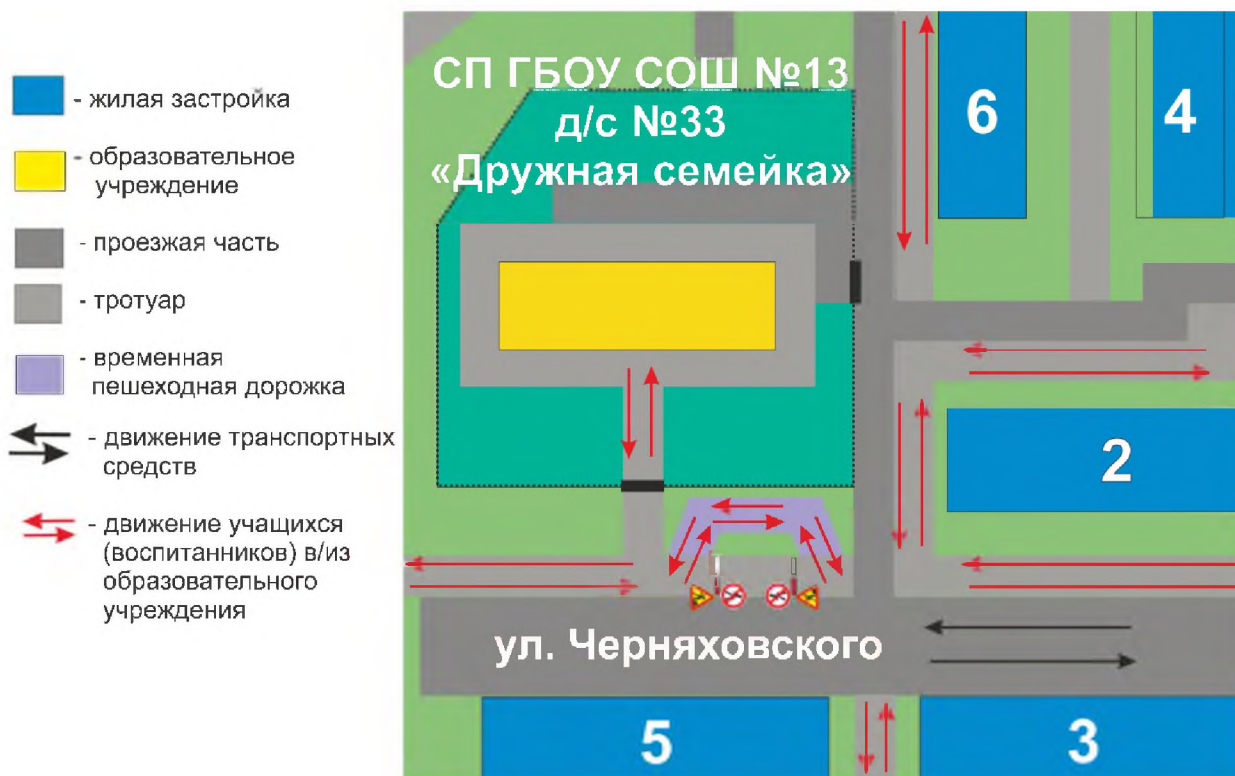 - жилая застройка
- образовательное
учреждение
- проезжая часть
- тротуар
- временная
пешеходная дорожка
- движение транспортных
средств
- движение учащихся
(воспитанников) в/из
образовательного
учреждения
СП ГБОУ СОШ №13
д/с №33
«Дружная семейка»
6
4
2
ул. Черняховского
5
3